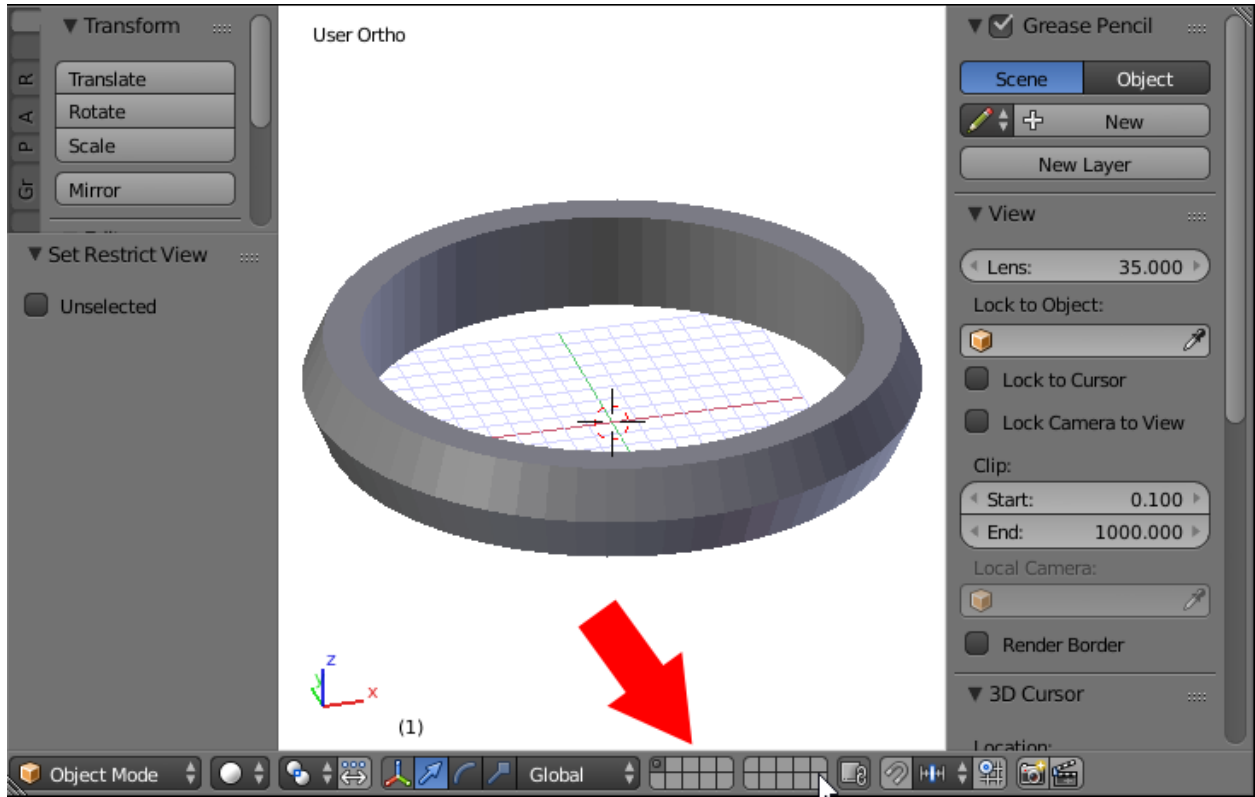 Transform
Translate
Rotate
Scale
Mirror
R
A
P
Gr
Set Restrict View
Unselected
User Ortho
z
y
x
(1)
Grease Pencil
Scene Object
New
New Layer
View
Lens: 35.000
Lock to Object:
Lock to Cursor
Lock Camera to View
Clip:
Start: 0.100
End: 1000.000
Local Camera:
Render Border
3D Cursor
Location:
Object Mode Global